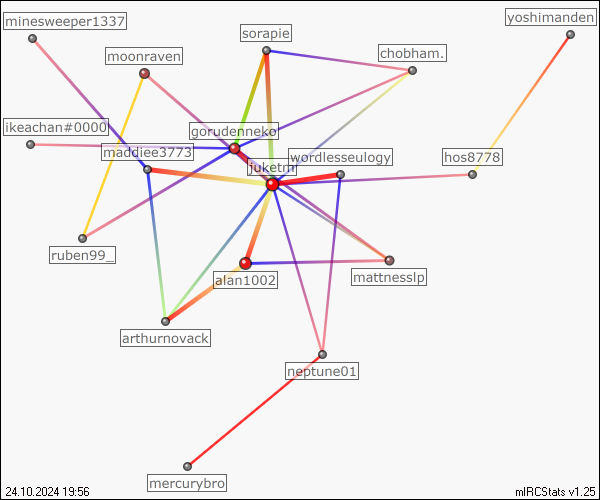 minesweeper1337
yoshimanden
sorapie
moonraven
chobham.
ikeachan#0000
gorudenneko
maddiee3773
wordlesseulogy
hos8778
ruben99_
alan1002
mattnesslp
arthurnovack
neptune01
mercurybro
24.10.2024 19:56
mIRCStats v1.25